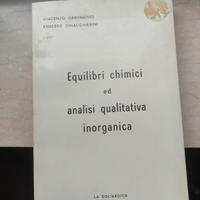 VINCENZO CARUNCHIO
ERNESTO CHIACCHIERINI
Equilibri chimici
ed
analisi qualitativa
inorganica
LA GOLIARDICA